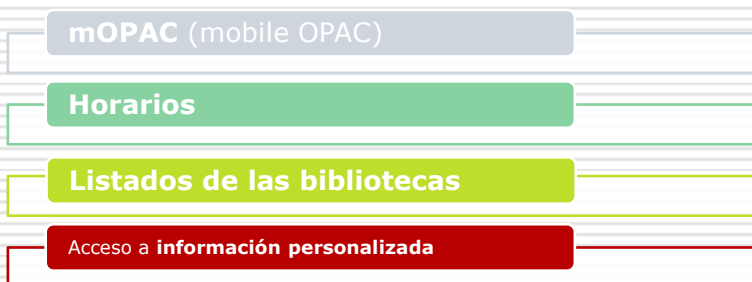 mOPAC (mobile OPAC)
Horarios
Listados de las bibliotecas
Acceso a información personalizada